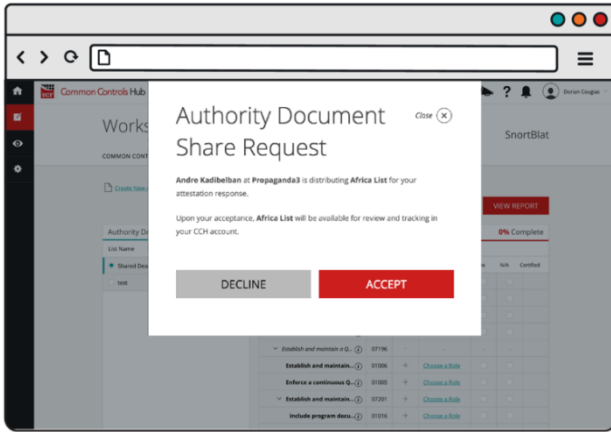 Common Controls Hub
?
Dorian Cougias
Works
SnortBlat
COMMON CONT
Authority Document
Share Request
Close
Andre Kadibelban at Propaganda3 is distributing Africa List for your
attestation response.
Upon your acceptance, Africa List will be available for review and tracking in
your CCH account.
DECLINE
ACCEPT
Create New
VIEW REPORT
Authority Do
0% Complete
List Name
N/A
Certified
Shared Doc
test
Establish and maintain a Q... 07196
Establish and maintain... 01006 + Choose a Role
Enforce a continuous Q... 01005 + Choose a Role
Establish and maintain... 07201 + Choose a Role
Include program docu... 01016 + Choose a Role